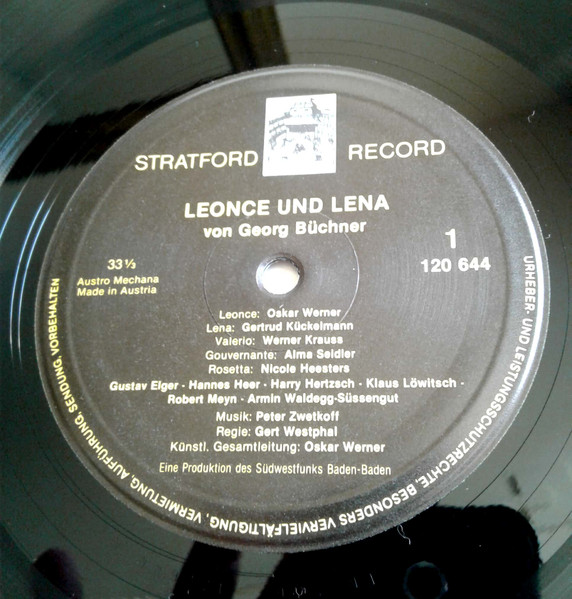 STRATFORD RECORD
LEONCE UND LENA
von Georg Büchner
33⅓
Austro Mechana
Made in Austria
1
120 644
Leonce: Oskar Werner
Lena: Gertrud Kückelmann
Valerio: Werner Krauss
Gouvernante: Alma Seidler
Rosetta: Nicole Heesters
Gustav Elger · Hannes Heer · Harry Hertzsch · Klaus Löwitsch ·
Robert Meyn · Armin Waldegg-Süssengut
Musik: Peter Zwetkoff
Regie: Gert Westphal
Künstl. Gesamtleitung: Oskar Werner
Eine Produktion des Südwestfunks Baden-Baden
URHEBER- UND LEISTUNGSSCHUTZRECHTE, BESONDERS VERVIELFÄLTIGUNG, VERMIETUNG, AUFFÜHRUNG, SENDUNG, VORBEHALTEN